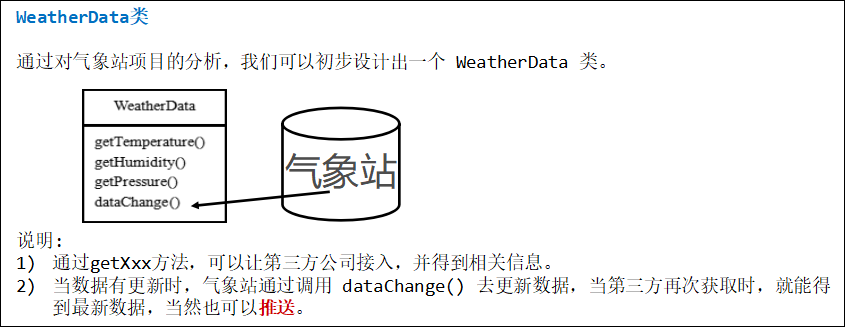 WeatherData类
通过对气象站项目的分析，我们可以初步设计出一个 WeatherData 类。
WeatherData
getTemperature()
getHumidity()
getPressure()
dataChange()
气象站
说明：
1) 通过getXxx方法，可以让第三方公司接入，并得到相关信息。
2) 当数据有更新时，气象站通过调用 dataChange() 去更新数据，当第三方再次获取时，就能得
到最新数据，当然也可以推送。